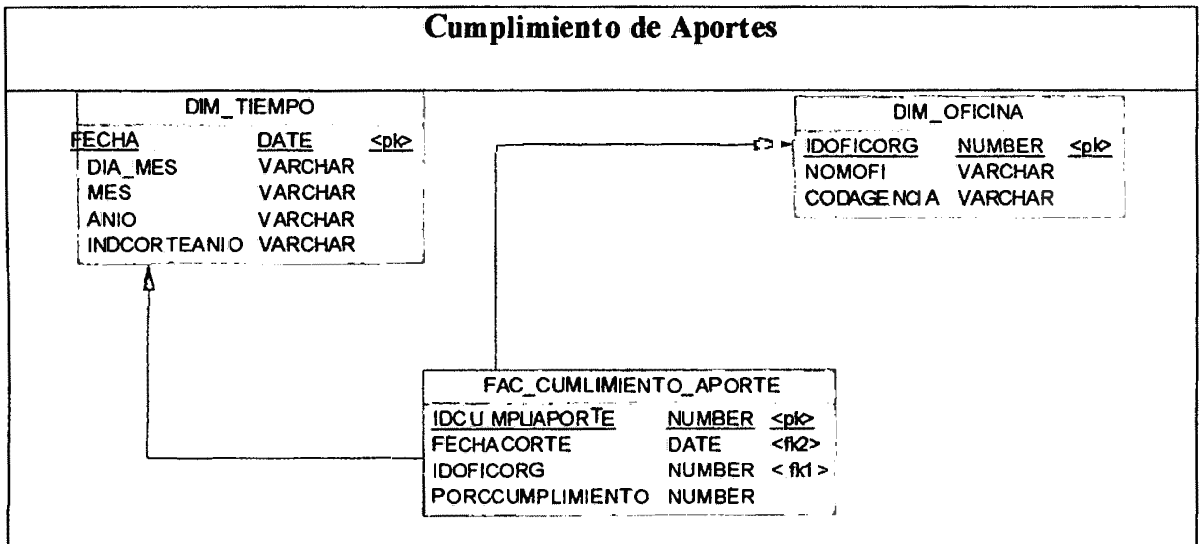 Cumplimiento de Aportes
DIM_TIEMPO
FECHA DATE <pk>
DIA_MES VARCHAR
MES VARCHAR
ANIO VARCHAR
INDCORTEANIO VARCHAR
DIM_OFICINA
IDOFICORG NUMBER <pk>
NOMOFI VARCHAR
CODAGENCIA VARCHAR
FAC_CUMLIMIENTO_APORTE
IDCUMPLIAPORTE NUMBER <pk>
FECHACORTE DATE <fk2>
IDOFICORG NUMBER <fk1>
PORCCUMPLIMIENTO NUMBER